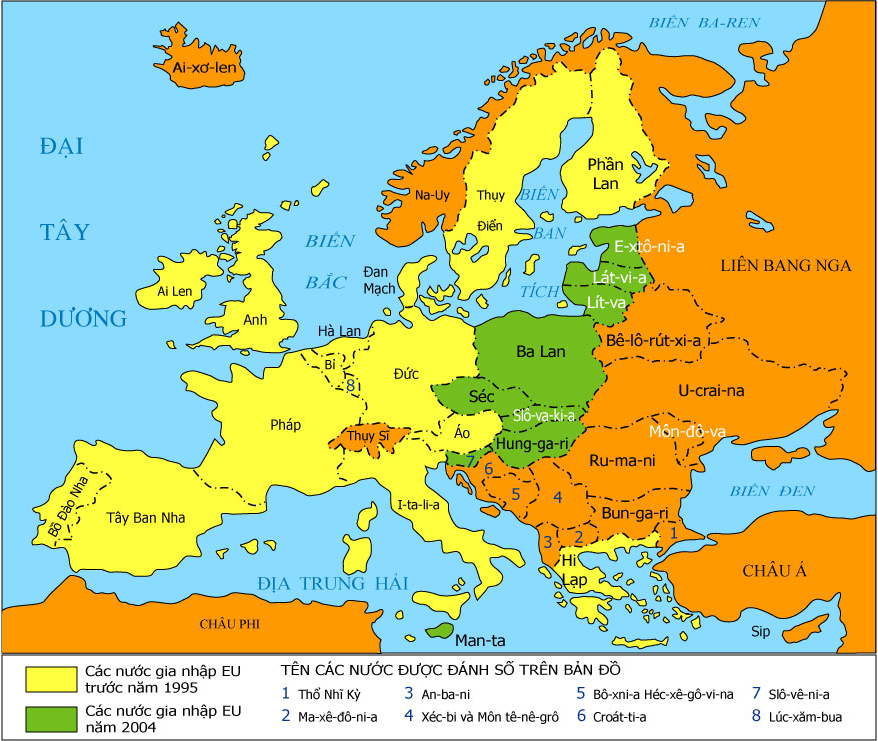 BIỂN BA-REN
Ai-xơ-len
ĐẠI
TÂY
DƯƠNG
Phần
Lan
Na-Uy
Thụy
Điển
BIỂN
BAN
TÍCH
BIỂN
BẮC
E-xtô-ni-a
Lát-vi-a
Lít-va
LIÊN BANG NGA
Đan
Mạch
Ai Len
Anh
Hà Lan
Bỉ
8
Đức
Ba Lan
Bê-lô-rút-xi-a
U-crai-na
Séc
Slô-va-ki-a
Môn-đô-va
Pháp
Thụy Sĩ
Áo
Hung-ga-ri
Ru-ma-ni
7
6
5
4
BIỂN ĐEN
Bồ Đào Nha
Tây Ban Nha
I-ta-li-a
Bun-ga-ri
1
2
3
Hi
Lạp
CHÂU Á
ĐỊA TRUNG HẢI
CHÂU PHI
Man-ta
Síp
Các nước gia nhập EU
trước năm 1995
Các nước gia nhập EU
năm 2004
TÊN CÁC NƯỚC ĐƯỢC ĐÁNH SỐ TRÊN BẢN ĐỒ
1 Thổ Nhĩ Kỳ 3 An-ba-ni 5 Bô-xni-a Héc-xê-gô-vi-na 7 Slô-vê-ni-a
2 Ma-xê-đô-ni-a 4 Xéc-bi và Môn tê-nê-grô 6 Croát-ti-a 8 Lúc-xăm-bua